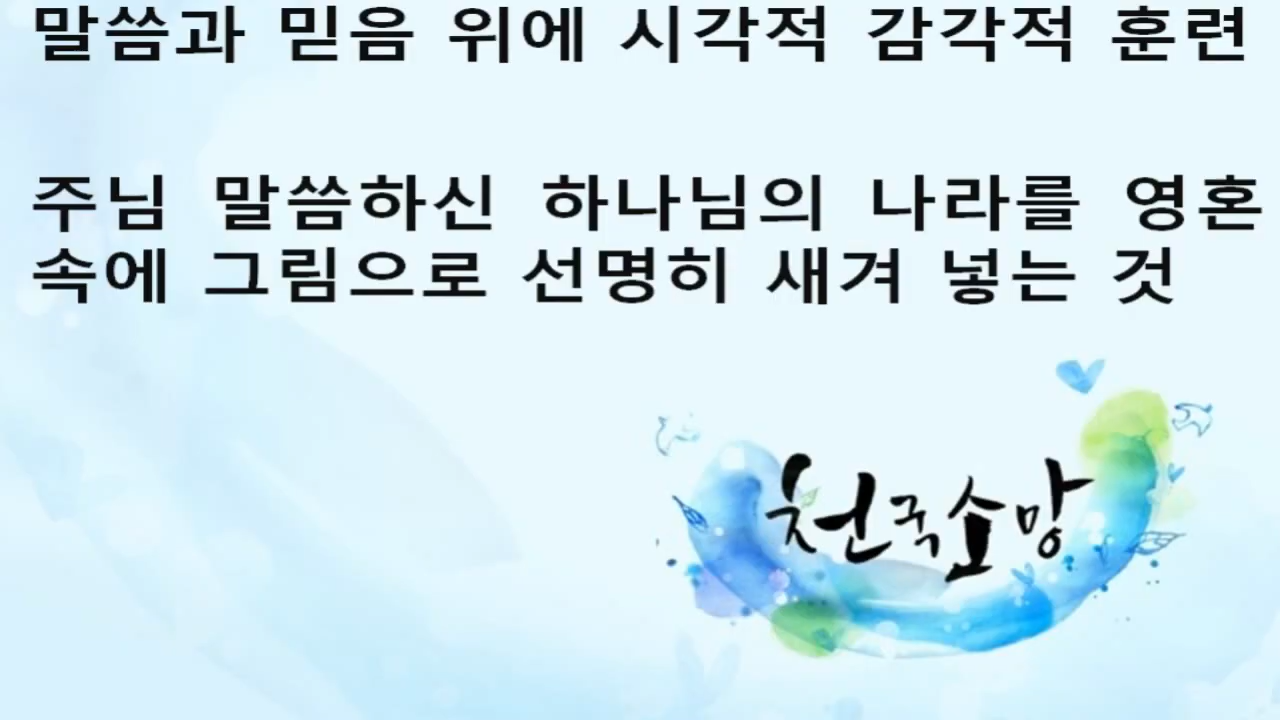 말씀과 믿음 위에 시각적 감각적 훈련
주님 말씀하신 하나님의 나라를 영혼
속에 그림으로 선명히 새겨 넣는 것
천국소망